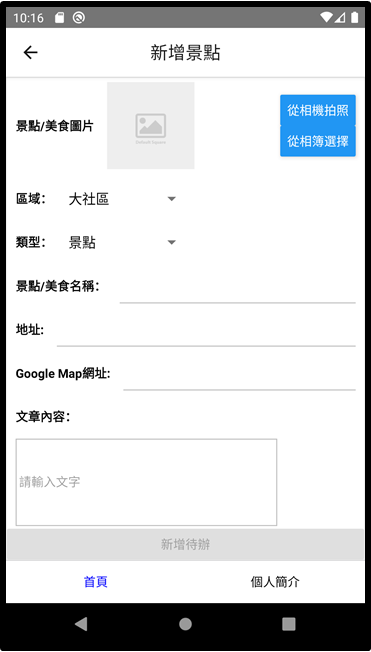 10:16
新增景點
景點/美食圖片
從相機拍照
從相簿選擇
區域：
大社區
類型：
景點
景點/美食名稱：
地址:
Google Map網址:
文章內容：
請輸入文字
新增待辦
首頁
個人簡介